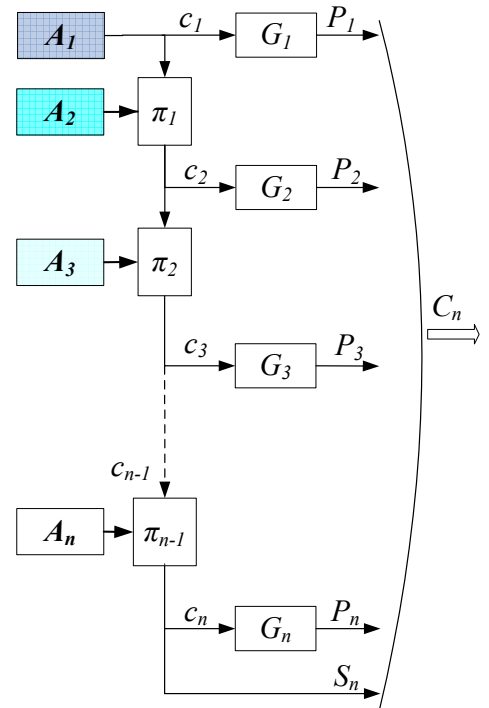 A₁ c₁ G₁ P₁
A₂ π₁
c₂ G₂ P₂
A₃ π₂
Cₙ
c₃ G₃ P₃
cₙ₋₁
Aₙ πₙ₋₁
cₙ Gₙ Pₙ
Sₙ